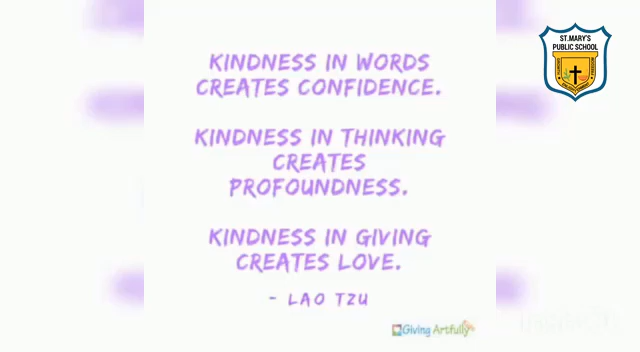 ST.MARY'S
PUBLIC SCHOOL
KINDNESS IN WORDS
CREATES CONFIDENCE.
KINDNESS IN THINKING
CREATES
PROFOUNDNESS.
KINDNESS IN GIVING
CREATES LOVE.
- LAO TZU
Giving Artfully